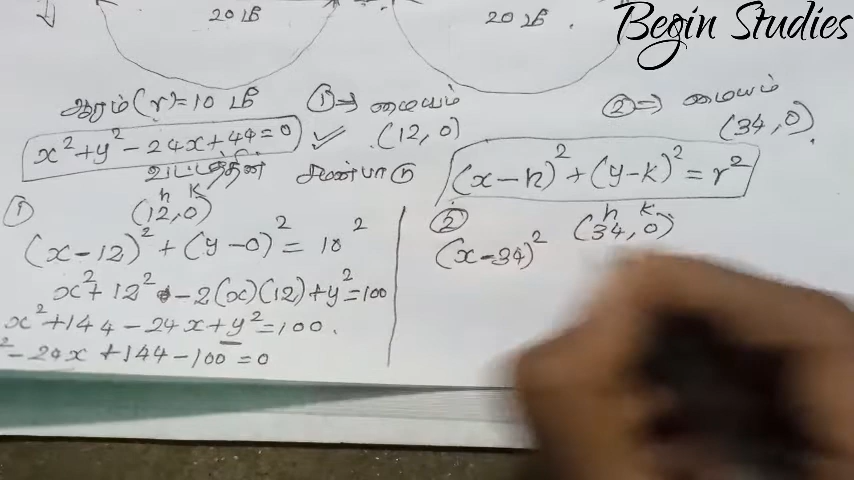 20 மீ
20 மீ
Begin Studies
ஆரம் (r) = 10 மீ
① ⇒ மையம்
(12, 0)
② ⇒ மையம்
(34, 0)
x² + y² - 24x + 44 = 0 ✓
வட்டத்தின் சமன்பாடு
(x - h)² + (y - k)² = r²
①
h k
(12, 0)
(x - 12)² + (y - 0)² = 10²
x² + 12² - 2(x)(12) + y² = 100
x² + 144 - 24x + y² = 100.
² - 24x + 144 - 100 = 0
②
h k
(34, 0)
(x - 34)²